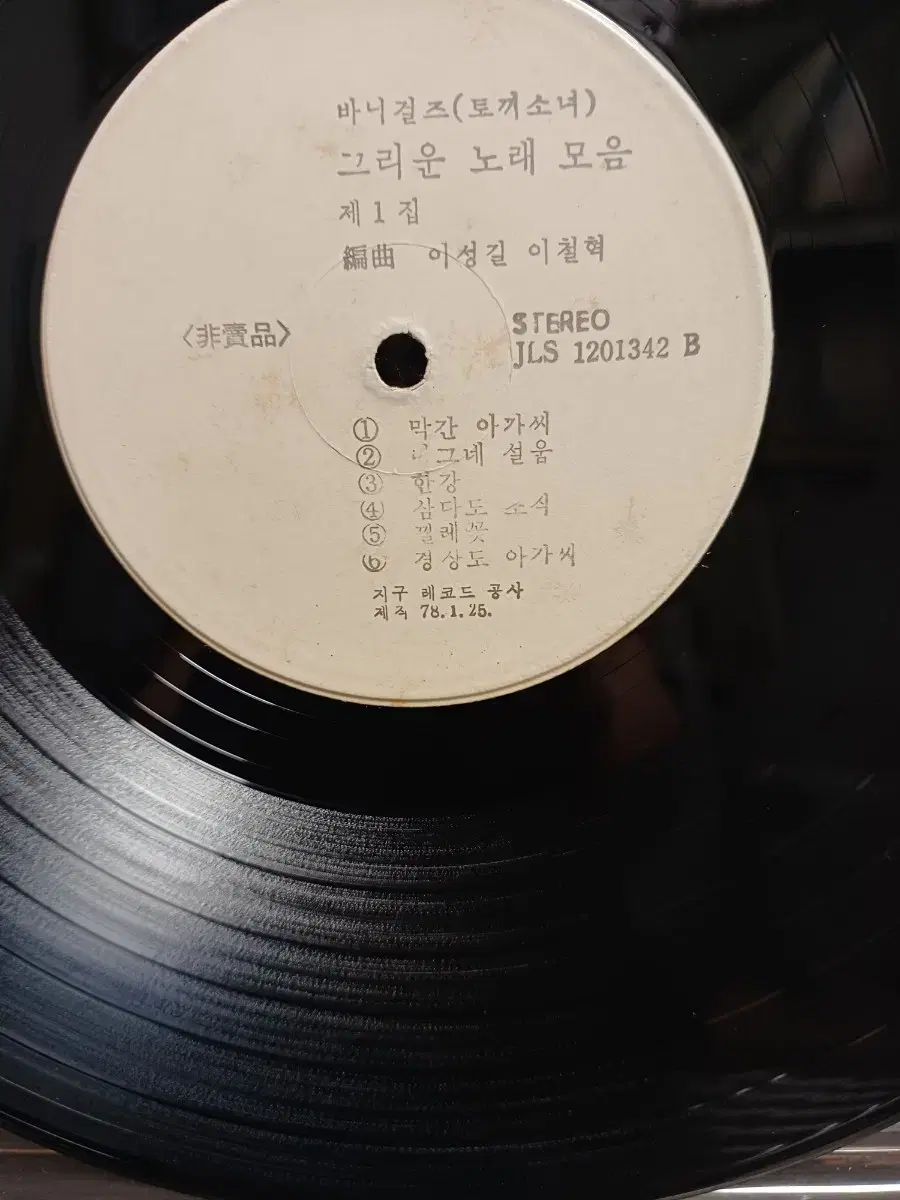 바니걸즈(토끼소녀)
그리운 노래 모음
제 1 집
編曲 이성길 이철혁
〈非賣品〉
STEREO
JLS 1201342 B
① 막간 아가씨
② 나그네 설움
③ 한강
④ 삼다도 소식
⑤ 찔레꽃
⑥ 경상도 아가씨
지구 레코드 공사
제작 78.1.25.